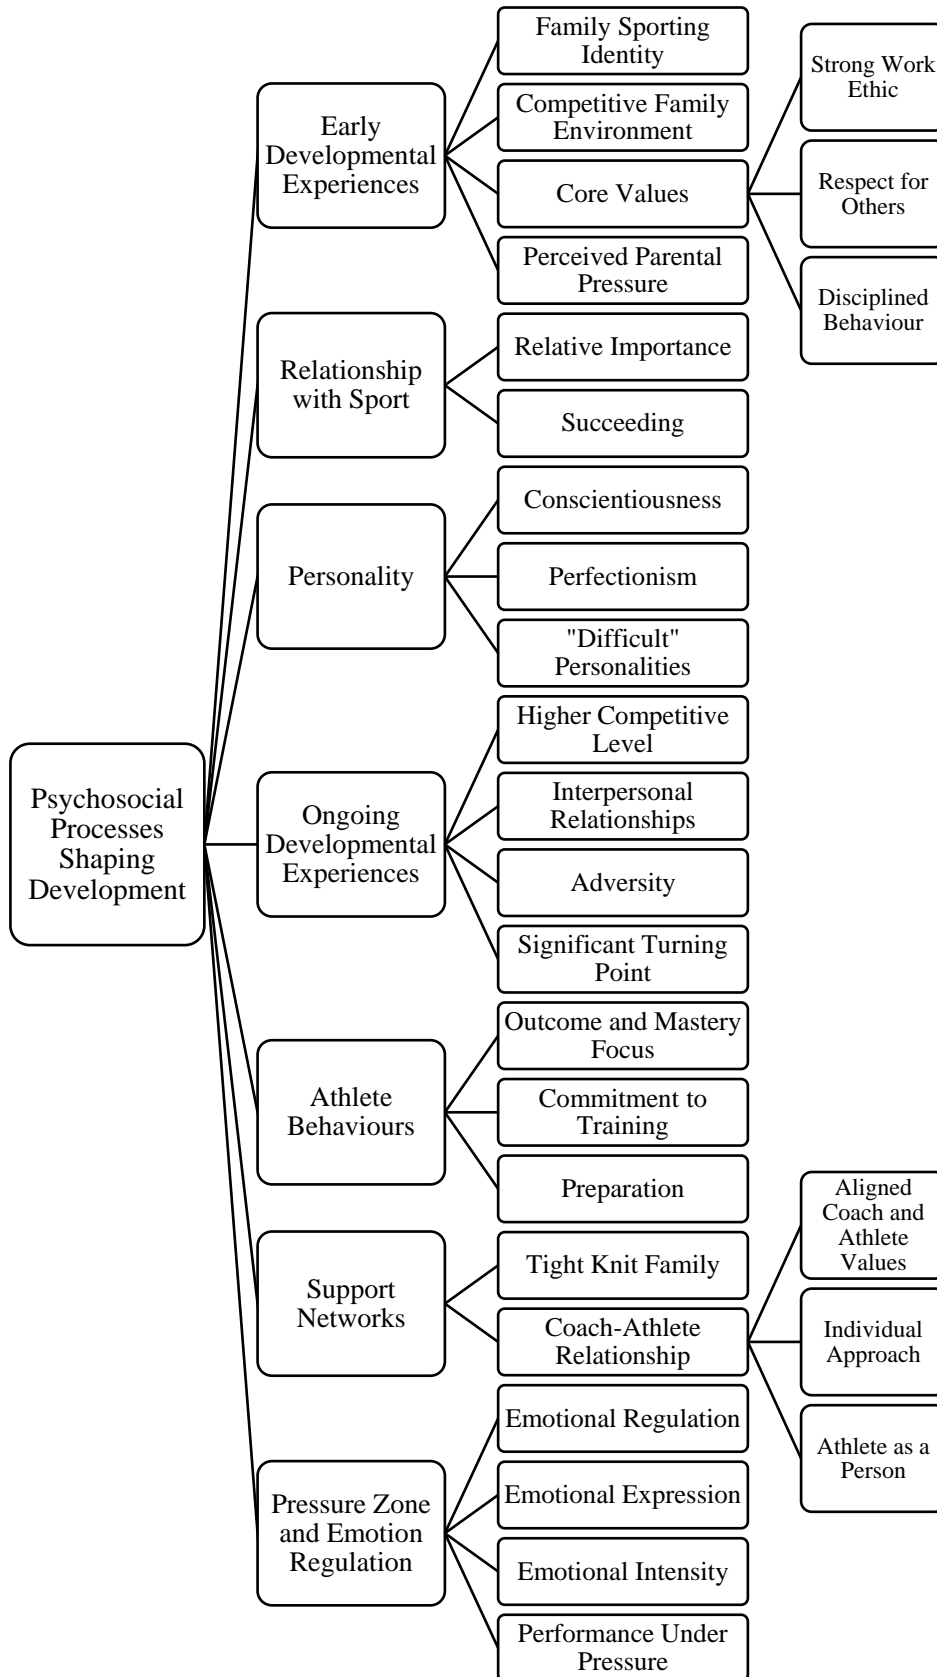 Family Sporting
Identity
Strong Work
Ethic
Early
Developmental
Experiences
Competitive Family
Environment
Core Values
Respect for
Others
Perceived Parental
Pressure
Disciplined
Behaviour
Relationship
with Sport
Relative Importance
Succeeding
Personality
Conscientiousness
Perfectionism
"Difficult"
Personalities
Psychosocial
Processes
Shaping
Development
Ongoing
Developmental
Experiences
Higher Competitive
Level
Interpersonal
Relationships
Adversity
Significant Turning
Point
Athlete
Behaviours
Outcome and Mastery
Focus
Commitment to
Training
Preparation
Support
Networks
Tight Knit Family
Coach-Athlete
Relationship
Aligned
Coach and
Athlete
Values
Individual
Approach
Athlete as a
Person
Pressure Zone
and Emotion
Regulation
Emotional Regulation
Emotional Expression
Emotional Intensity
Performance Under
Pressure